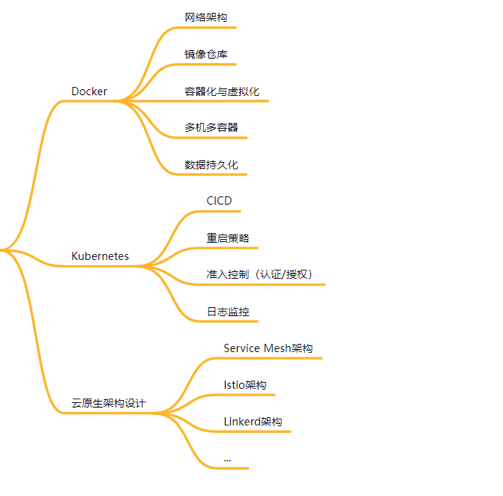 Docker
网络架构
镜像仓库
容器化与虚拟化
多机多容器
数据持久化
Kubernetes
CICD
重启策略
准入控制（认证/授权）
日志监控
云原生架构设计
Service Mesh架构
Istio架构
Linkerd架构
...